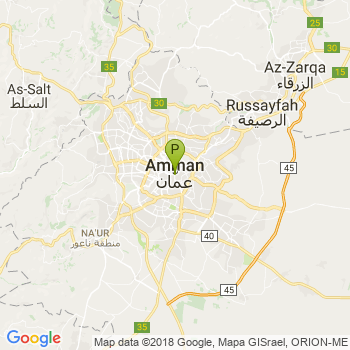 25
30
Az-Zarqa
الزرقاء
35
As-Salt
السلط
30
Russayfah
الرصيفة
P
Amman
عمان
45
NA'UR
منطقة ناعور
40
45
35
Google
Map data ©2018 Google, Mapa GISrael, ORION-ME